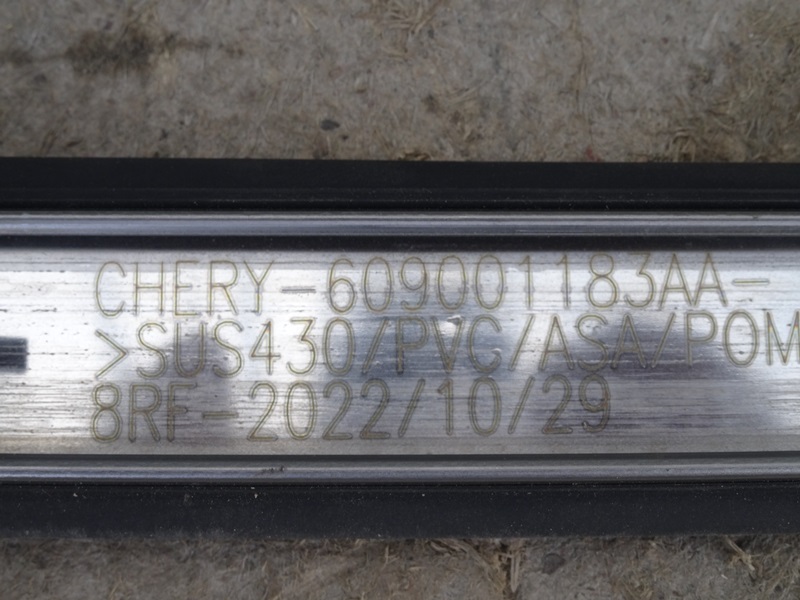 CHERY-609001183AA-
>SUS430/PVC/ASA/POM
8RF-2022/10/29